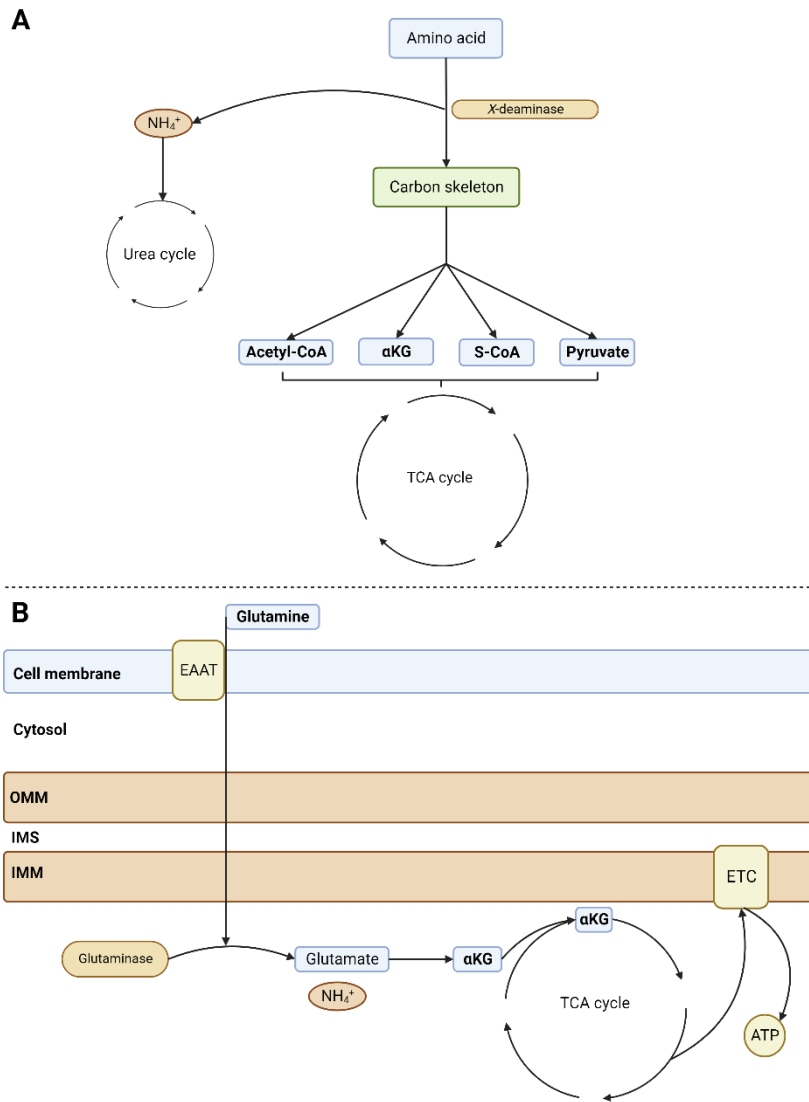 A
Amino acid
X-deaminase
NH₄⁺
Carbon skeleton
Urea cycle
Acetyl-CoA
αKG
S-CoA
Pyruvate
TCA cycle
B
Glutamine
EAAT
Cell membrane
Cytosol
OMM
IMS
IMM
ETC
αKG
Glutaminase
Glutamate
αKG
NH₄⁺
TCA cycle
ATP